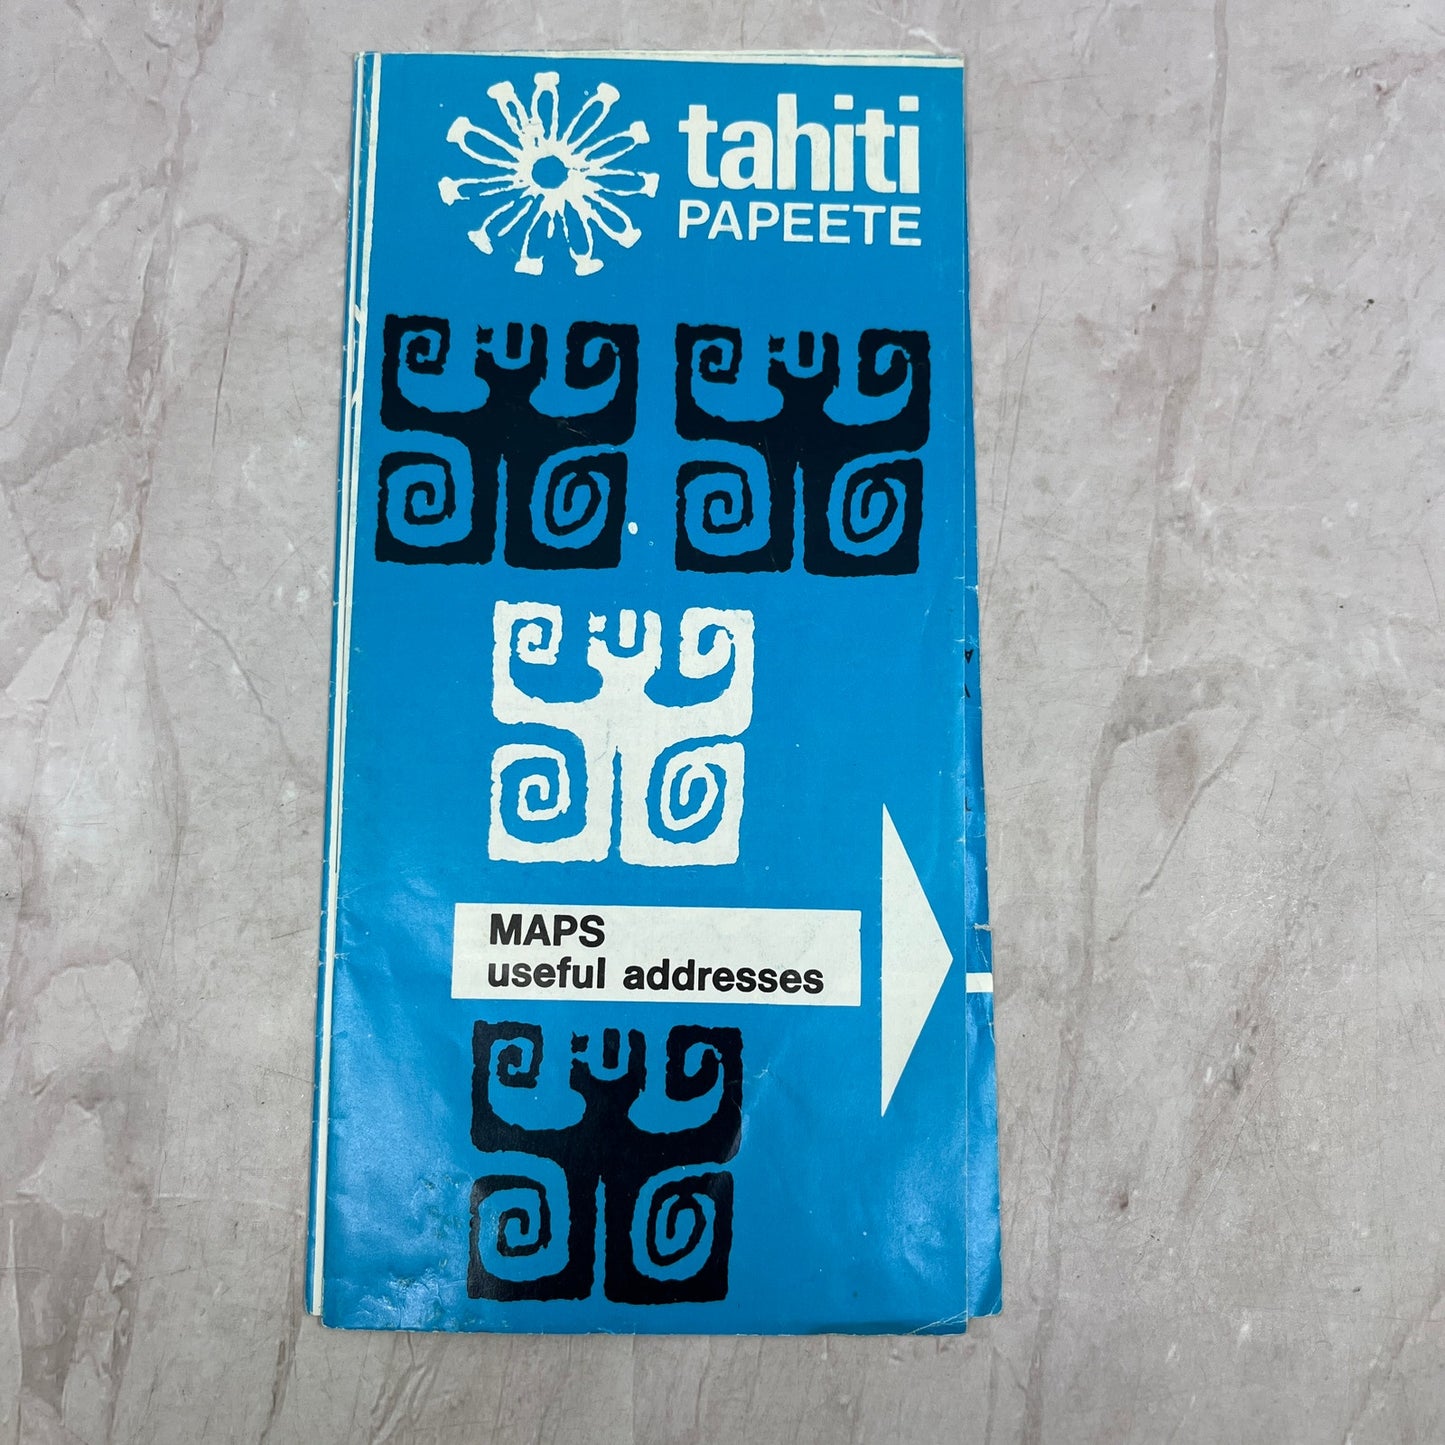 tahiti
PAPEETE
MAPS
useful addresses